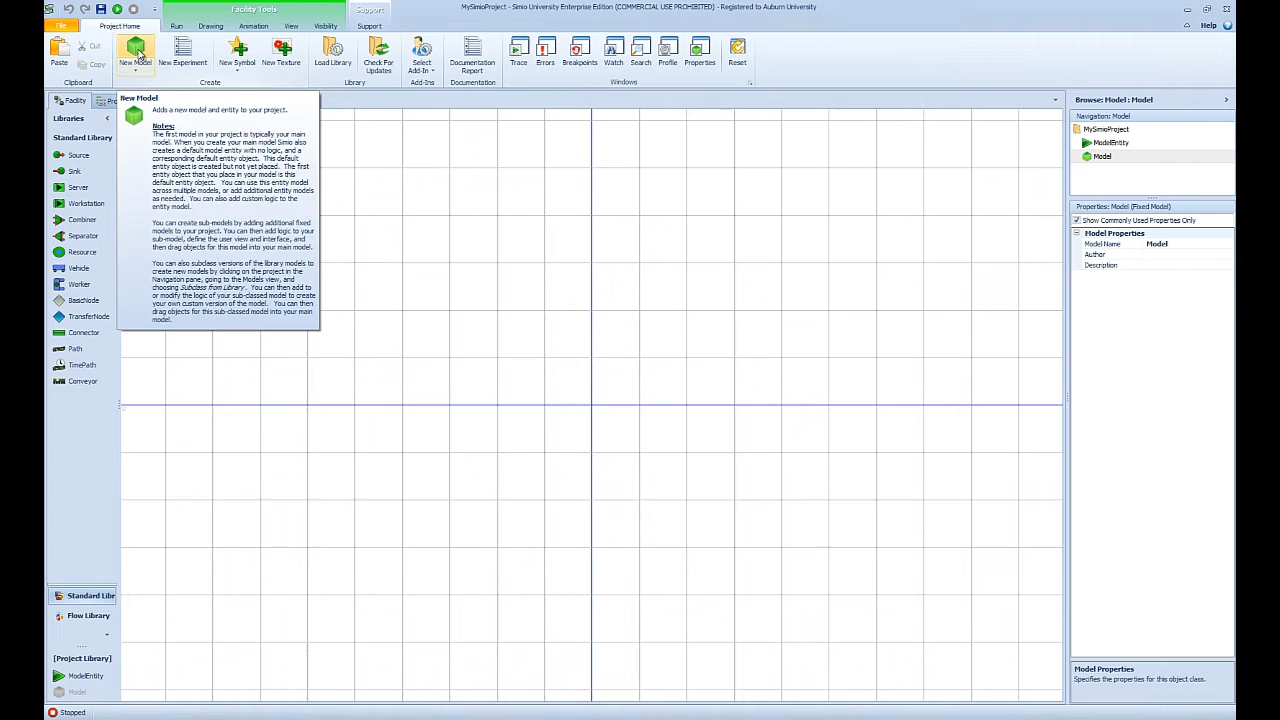 Facility Tools
Support
MySimioProject - Simio University Enterprise Edition (COMMERCIAL USE PROHIBITED) - Registered to Auburn University
File
Project Home
Run
Drawing
Animation
View
Visibility
Support
Help
Paste
Cut
Copy
New Model
New Experiment
New Symbol
New Texture
Load Library
Check For
Updates
Select
Add-In
Documentation
Report
Trace
Errors
Breakpoints
Watch
Search
Profile
Properties
Reset
Clipboard
Create
Library
Add-Ins
Documentation
Windows
Facility
Libraries
Standard Library
Source
Sink
Server
Workstation
Combiner
Separator
Resource
Vehicle
Worker
BasicNode
TransferNode
Connector
Path
TimePath
Conveyor
Standard Libr
Flow Library
[Project Library]
ModelEntity
Model
New Model
Adds a new model and entity to your project.
Notes:
The first model in your project is typically your main
model. When you create your main model Simio also
creates a default model entity with no logic, and a
corresponding default entity object. This default
entity object is created but not yet placed. The first
entity object that you place in your model is this
default entity object. You can use this entity model
across multiple models, or add additional entity models
as needed. You can also add custom logic to the
entity model.
You can create sub-models by adding additional fixed
models to your project. You can then add logic to your
sub-model, define the user view and interface, and
then drag objects for this model into your main model.
You can also subclass versions of the library models to
create new models by clicking on the project in the
Navigation pane, going to the Models view, and
choosing 'Subclass from Library'. You can then add to
or modify the logic of your sub-classed model to create
your own custom version of the model. You can then
drag objects for this sub-classed model into your main
model.
Browse: Model : Model
Navigation: Model
MySimioProject
ModelEntity
Model
Properties: Model (Fixed Model)
Show Commonly Used Properties Only
Model Properties
Model Name Model
Author
Description
Model Properties
Specifies the properties for this object class.
Stopped